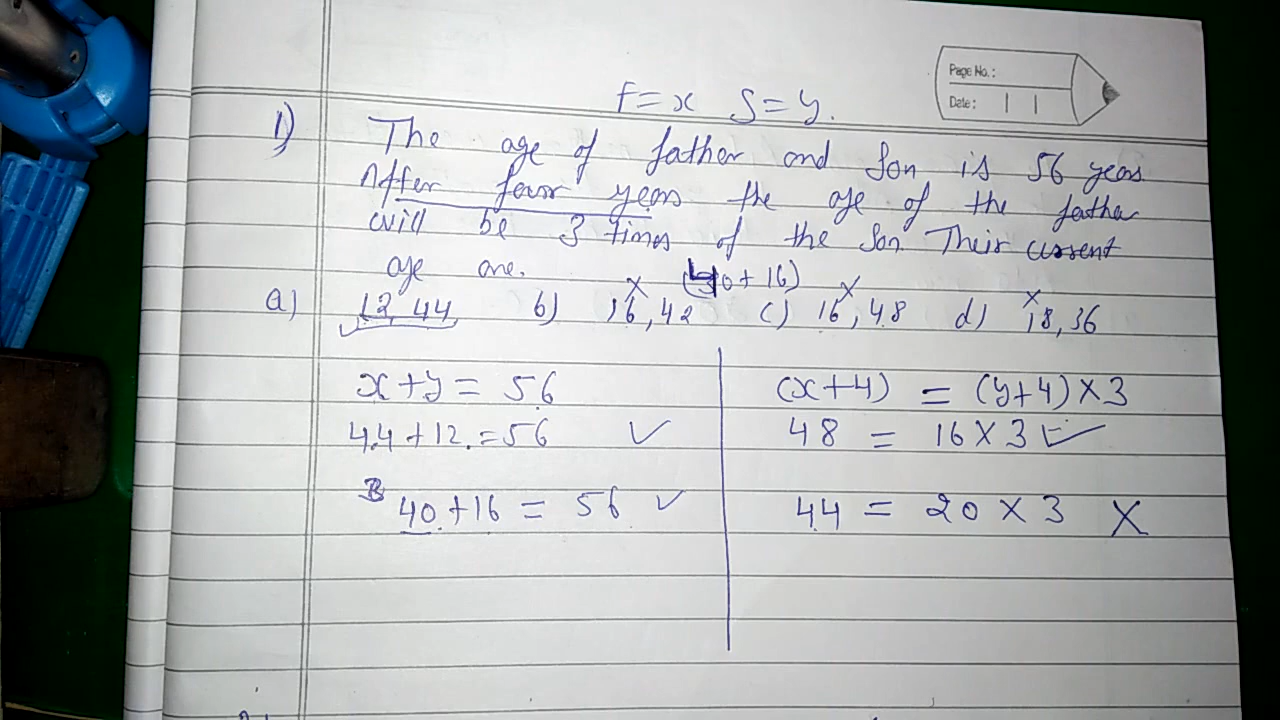 Page No.:
Date:
F=x S=y.
1) The age of father and Son is 56 years
After four years the age of the father
will be 3 times of the Son Their current
age are.
(40+16)
a) 12, 44 b) 16, 42 c) 16, 48 d) 18, 36
x+y = 56 (x+4) = (y+4)×3
44+12=56 ✓ 48 = 16×3 ✓
B 40+16 = 56 ✓ 44 = 20×3 X